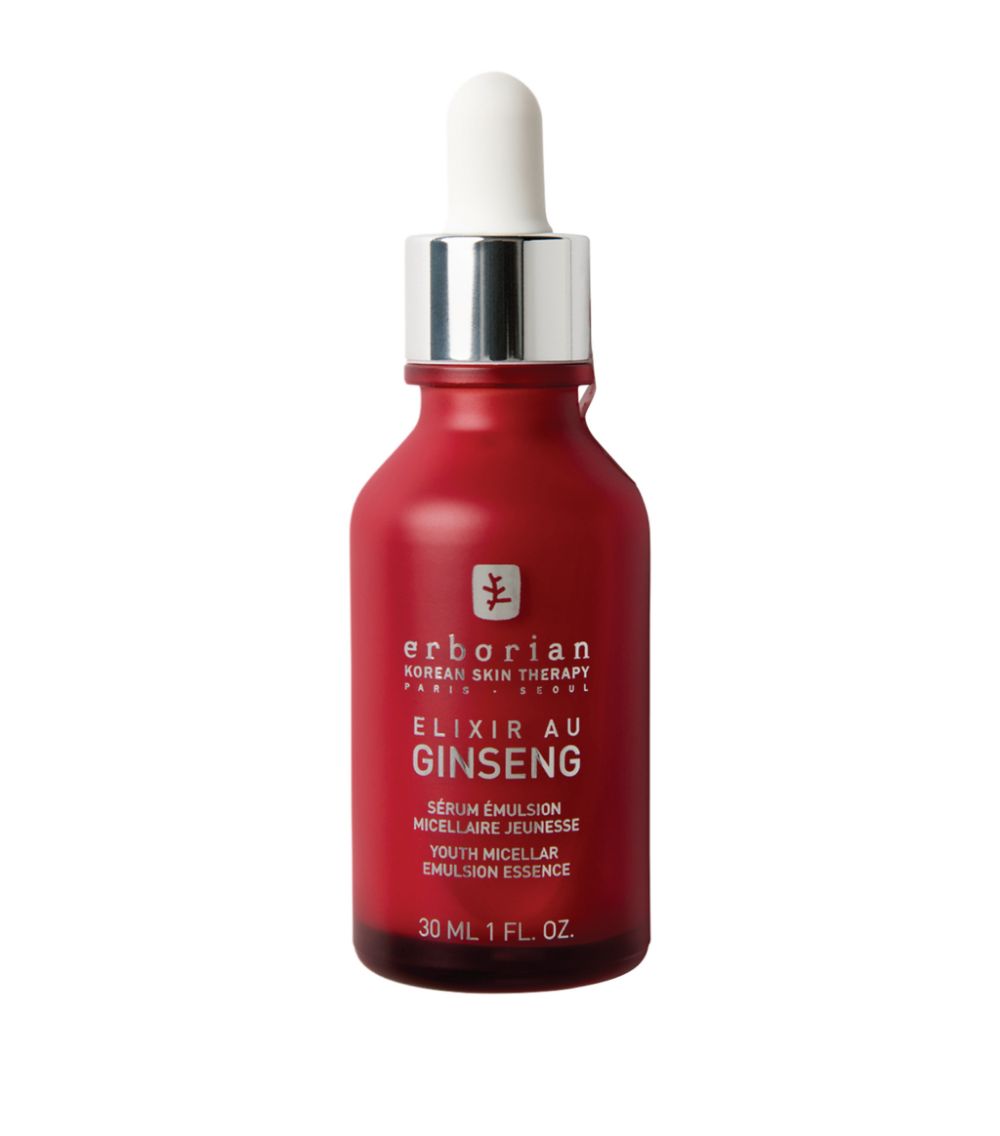 erborian
KOREAN SKIN THERAPY
PARIS - SEOUL
ELIXIR AU
GINSENG
SÉRUM ÉMULSION
MICELLAIRE JEUNESSE
YOUTH MICELLAR
EMULSION ESSENCE
30 ML 1 FL. OZ.